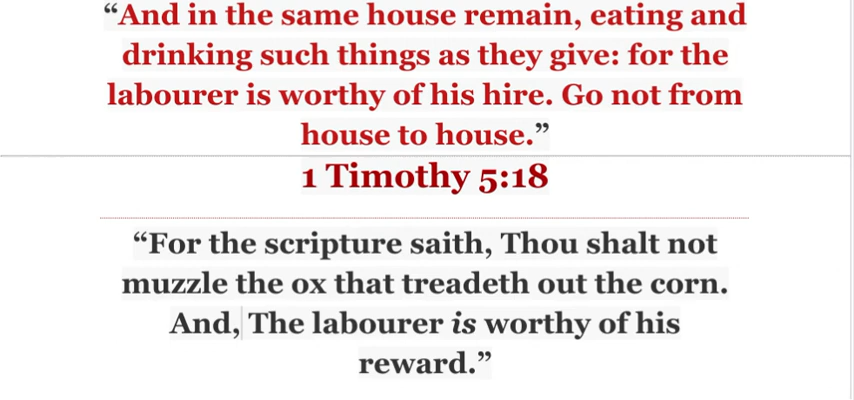 “And in the same house remain, eating and
drinking such things as they give: for the
labourer is worthy of his hire. Go not from
house to house.”
1 Timothy 5:18
“For the scripture saith, Thou shalt not
muzzle the ox that treadeth out the corn.
And, The labourer is worthy of his
reward.”